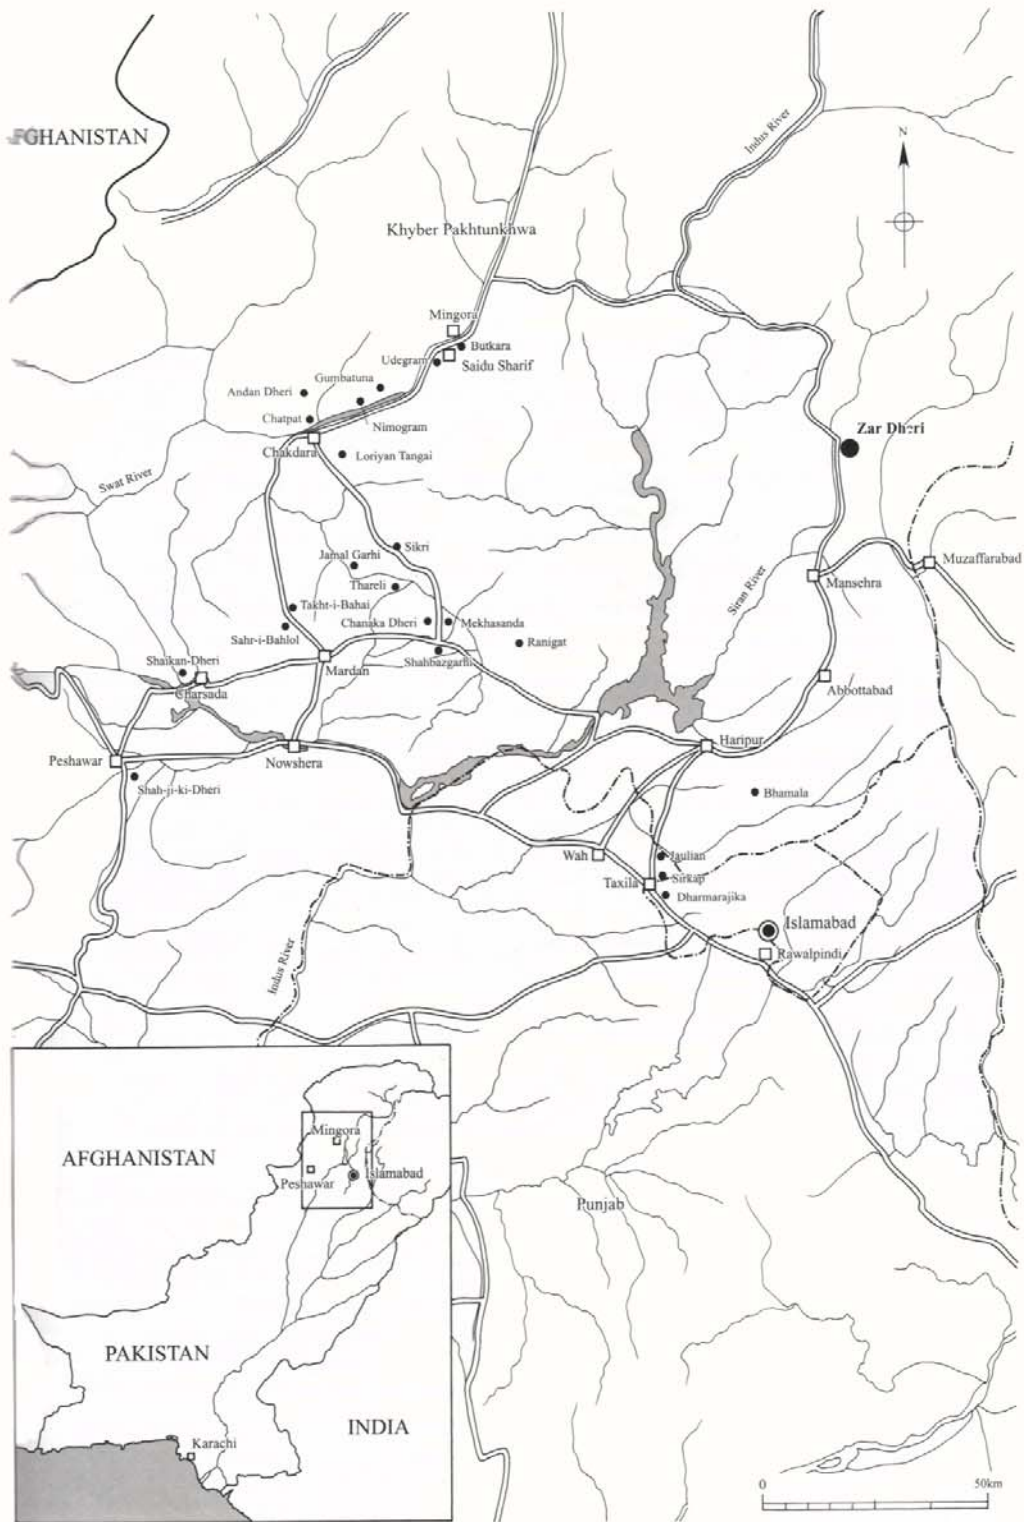 AFGHANISTAN
Indus River
N
Khyber Pakhtunkhwa
Mingora
Butkara
Udegram
Saidu Sharif
Gumbatuna
Andan Dheri
Chatpat
Nimogram
Zar Dheri
Chakdara
Loriyan Tangai
Swat River
Sikri
Jamal Garhi
Muzaffarabad
Thareli
Siran River
Mansehra
Takht-i-Bahai
Chanaka Dheri
Mekhasanda
Sahr-i-Bahlol
Ranigat
Shaikan-Dheri
Shahbazgarhi
Mardan
Charsada
Abbottabad
Haripur
Peshawar
Nowshera
Shah-ji-ki-Dheri
Bhamala
Wah
Jaulian
Taxila
Sirkap
Dharmarajika
Islamabad
Rawalpindi
Indus River
Mingora
AFGHANISTAN
Islamabad
Peshawar
Punjab
PAKISTAN
INDIA
Karachi
0
50km